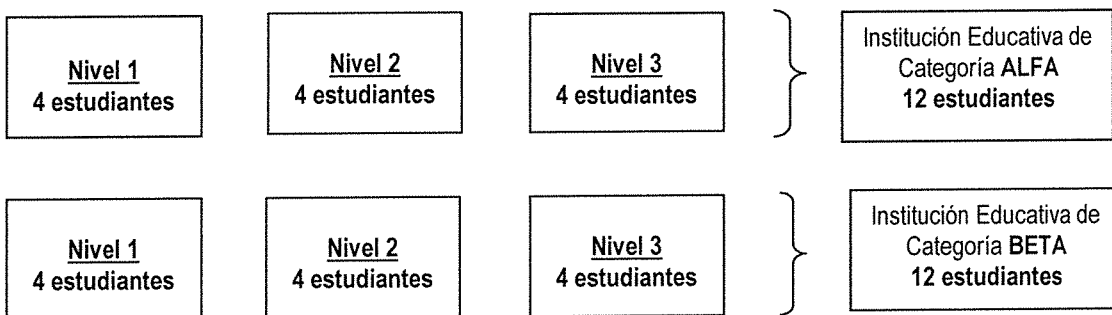 Nivel 1
4 estudiantes
Nivel 2
4 estudiantes
Nivel 3
4 estudiantes
Institución Educativa de
Categoría ALFA
12 estudiantes
Nivel 1
4 estudiantes
Nivel 2
4 estudiantes
Nivel 3
4 estudiantes
Institución Educativa de
Categoría BETA
12 estudiantes